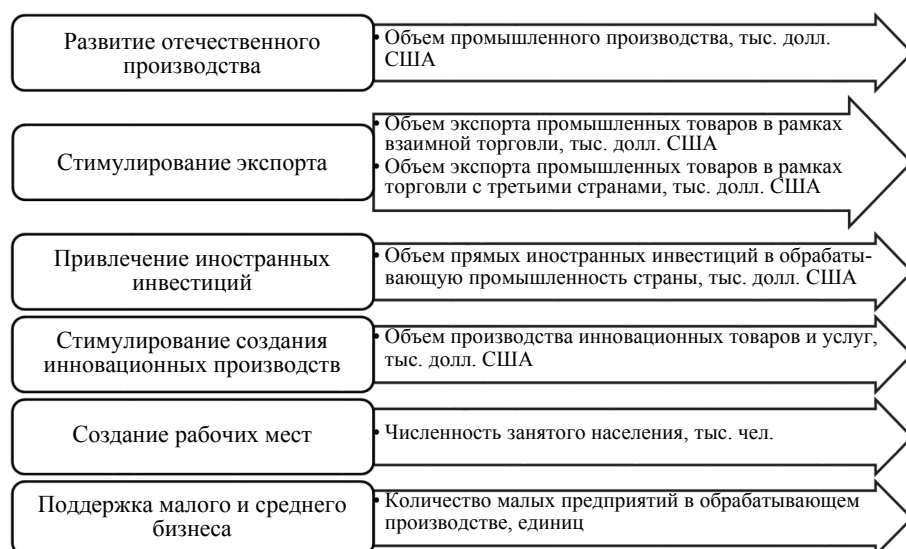 Развитие отечественного
производства
• Объем промышленного производства, тыс. долл.
США
Стимулирование экспорта
• Объем экспорта промышленных товаров в рамках
взаимной торговли, тыс. долл. США
• Объем экспорта промышленных товаров в рамках
торговли с третьими странами, тыс. долл. США
Привлечение иностранных
инвестиций
• Объем прямых иностранных инвестиций в обрабаты-
вающую промышленность страны, тыс. долл. США
Стимулирование создания
инновационных производств
• Объем производства инновационных товаров и услуг,
тыс. долл. США
Создание рабочих мест
• Численность занятого населения, тыс. чел.
Поддержка малого и среднего
бизнеса
• Количество малых предприятий в обрабатывающем
производстве, единиц